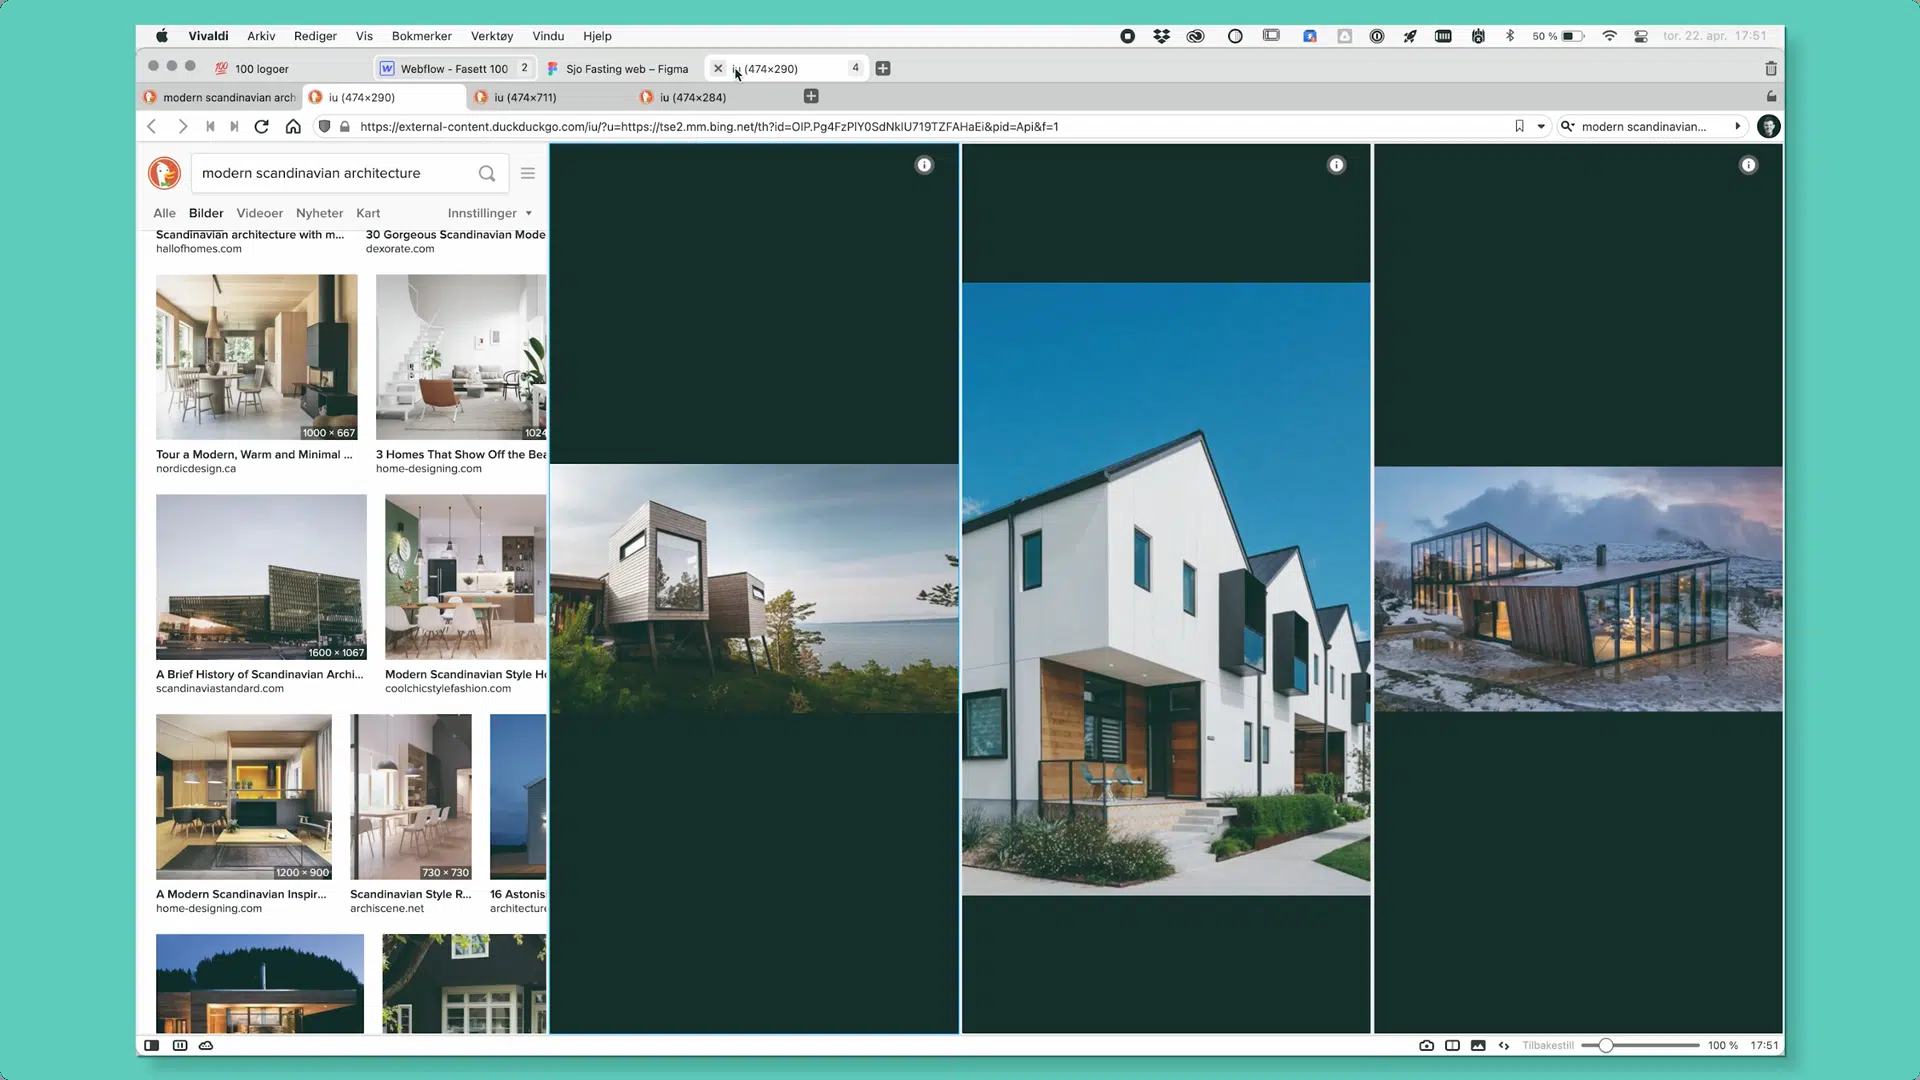 Vivaldi Arkiv Rediger Vis Bokmerker Verktøy Vindu Hjelp 50 % tor. 22. apr. 17:51
100 logoer Webflow - Fasett 100 2 Sjo Fasting web – Figma iu (474×290) 4
modern scandinavian arch iu (474×290) iu (474×711) iu (474×284)
https://external-content.duckduckgo.com/iu/?u=https://tse2.mm.bing.net/th?id=OIP.Pg4FzPlY0SdNklU719TZFAHaEi&pid=Api&f=1 modern scandinavian...
modern scandinavian architecture
Alle Bilder Videoer Nyheter Kart Innstillinger
Scandinavian architecture with m... 30 Gorgeous Scandinavian Mode
hallofhomes.com dexorate.com
1000 × 667 1024
Tour a Modern, Warm and Minimal ... 3 Homes That Show Off the Bea
nordicdesign.ca home-designing.com
1600 × 1067
A Brief History of Scandinavian Archi... Modern Scandinavian Style Ho
scandinaviastandard.com coolchicstylefashion.com
1200 × 900 730 × 730
A Modern Scandinavian Inspir... Scandinavian Style R... 16 Astonis
home-designing.com archiscene.net architecture
Tilbakestill 100 % 17:51